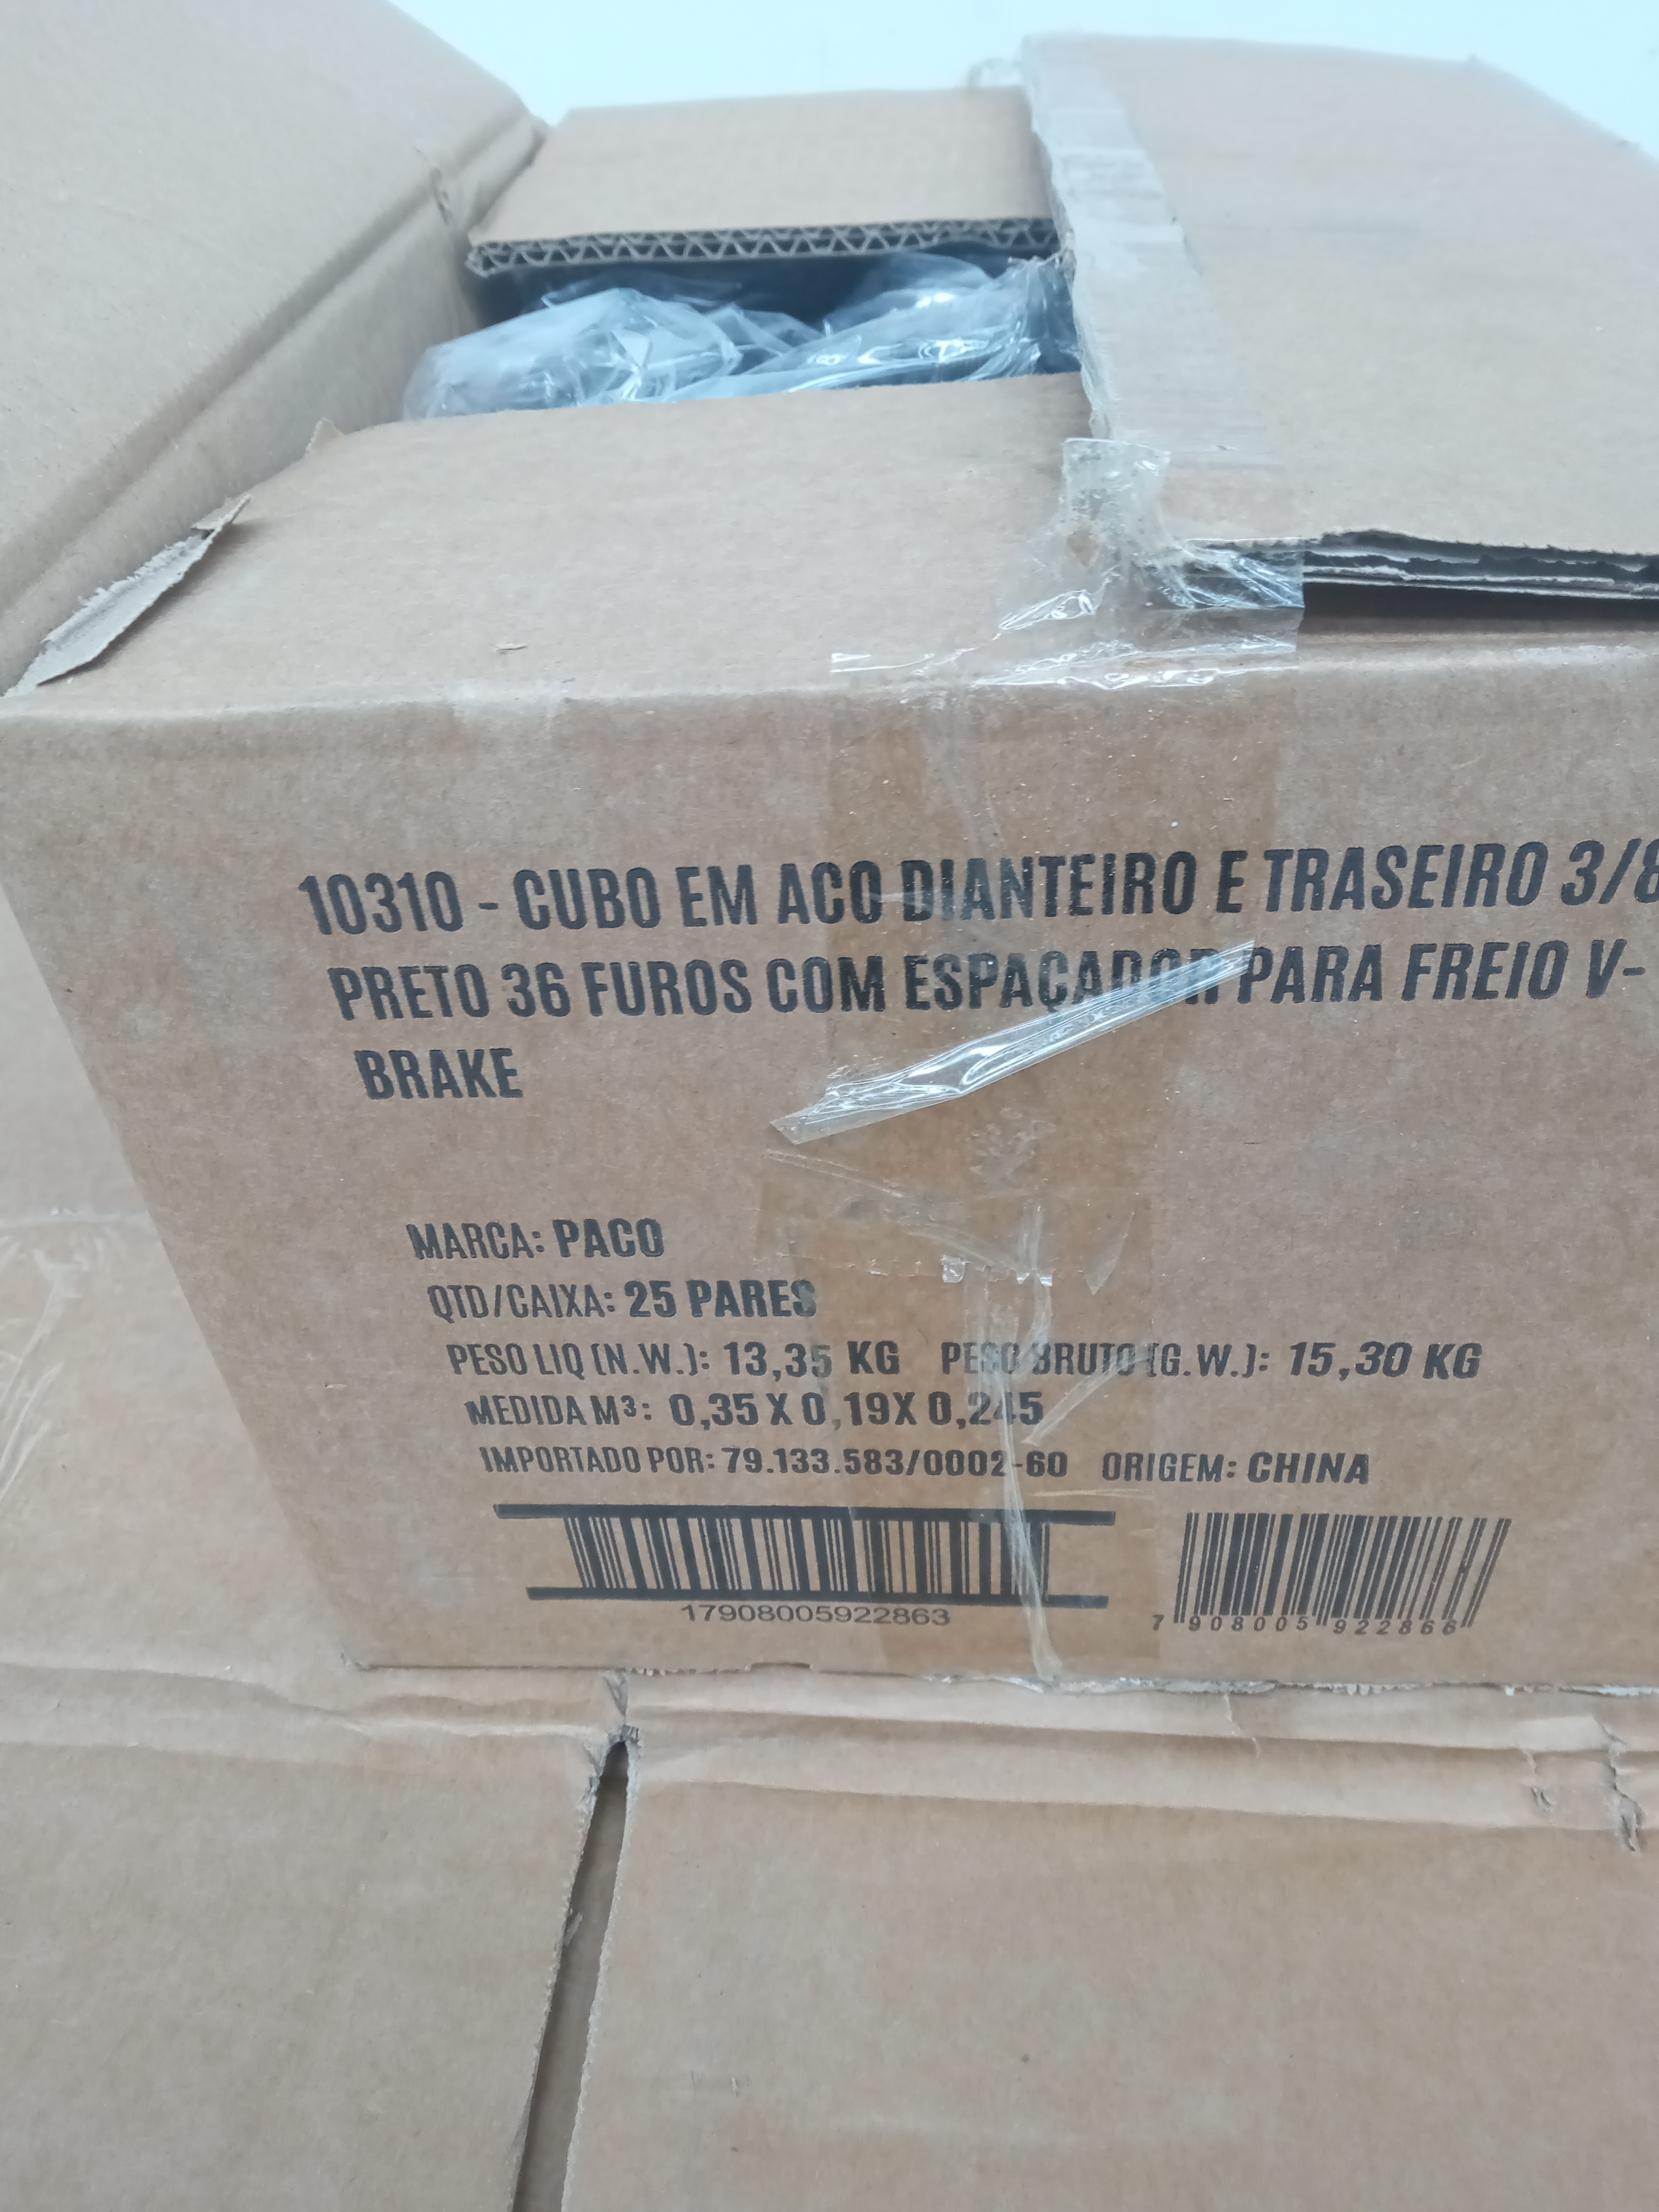 10310 - CUBO EM ACO DIANTEIRO E TRASEIRO 3/8
PRETO 36 FUROS COM ESPAÇADOR PARA FREIO V-
BRAKE
MARCA: PACO
QTD/CAIXA: 25 PARES
PESO LIQ (N.W.): 13,35 KG PESO BRUTO (G.W.): 15,30 KG
MEDIDA M³: 0,35 X 0,19X 0,245
IMPORTADO POR: 79.133.583/0002-60 ORIGEM: CHINA
17908005922863 7 908005 922866